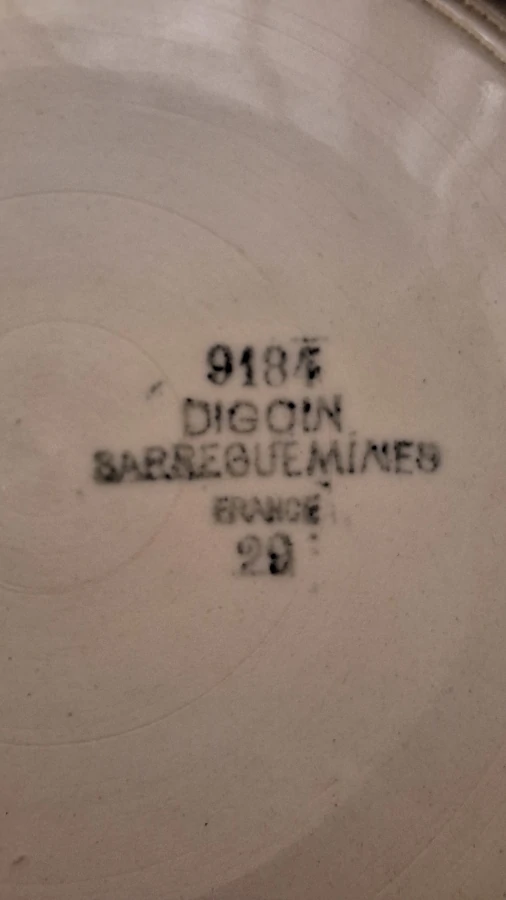 9184
DIGOIN
SARREGUEMINES
FRANCE
29